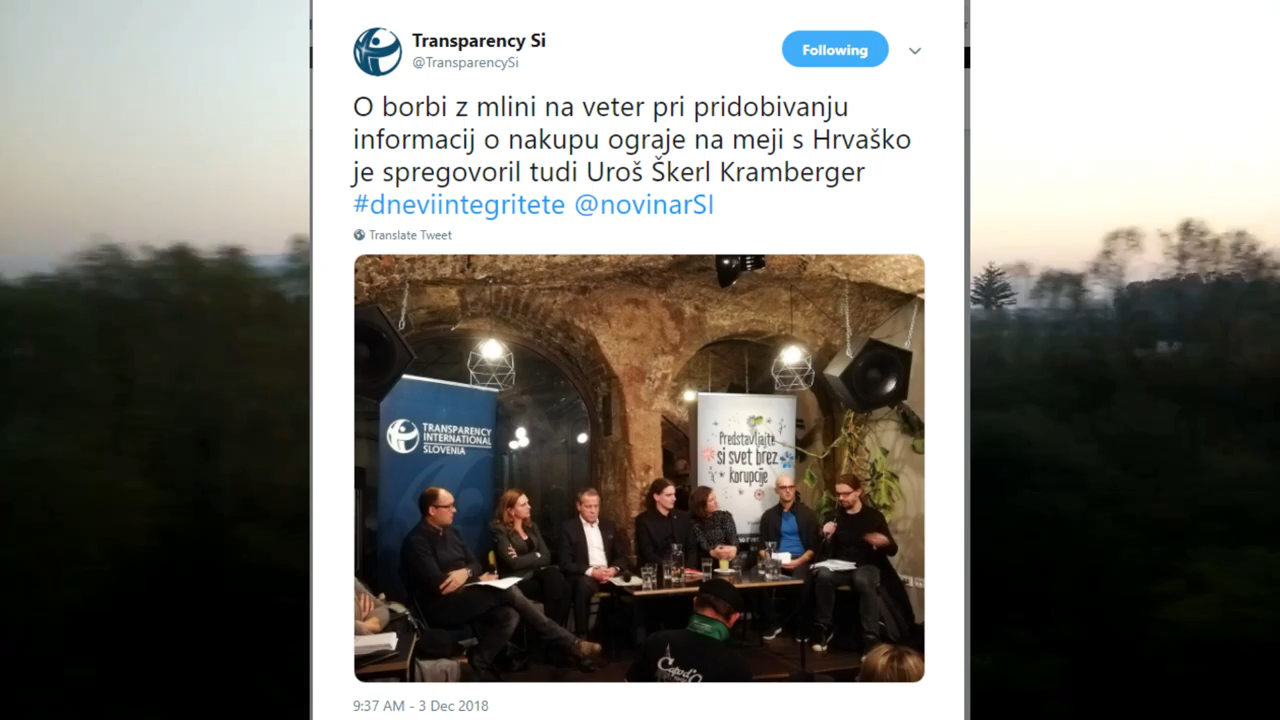 Transparency Si
@TransparencySi
Following
O borbi z mlini na veter pri pridobivanju
informacij o nakupu ograje na meji s Hrvaško
je spregovoril tudi Uroš Škerl Kramberger
#dneviintegritete @novinarSI
Translate Tweet
TRANSPARENCY
INTERNATIONAL
SLOVENIA
Predstavljajte
si svet brez
korupcije
9:37 AM - 3 Dec 2018